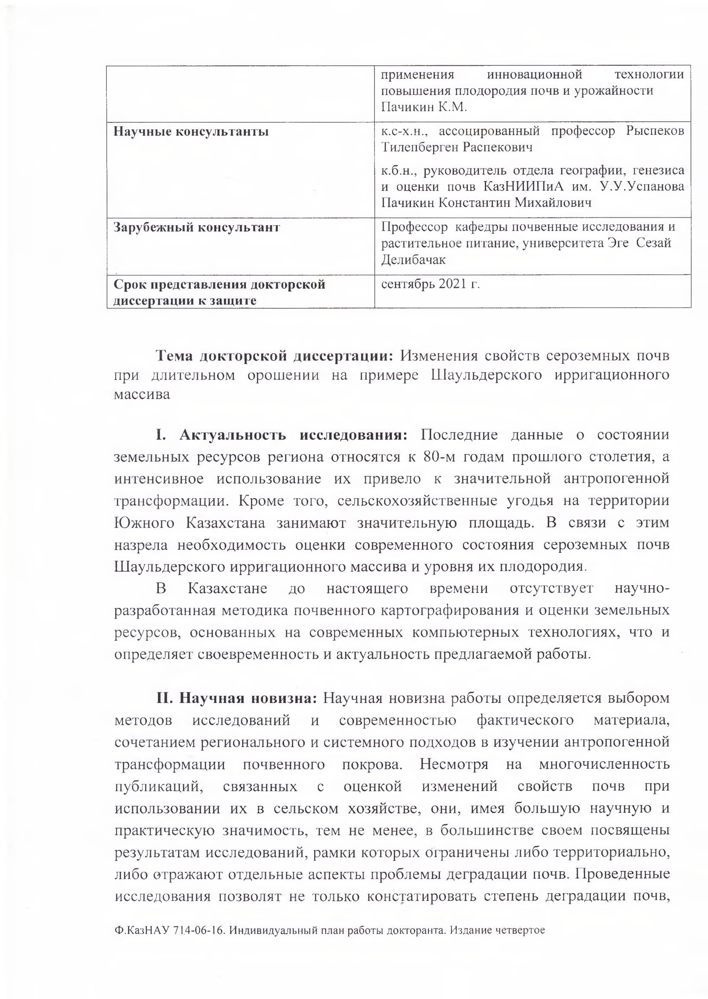 применения инновационной технологии
повышения плодородия почв и урожайности
Пачикин К.М.
Научные консультанты
к.с-х.н., ассоциированный профессор Рыспеков
Тилепберген Распекович
к.б.н., руководитель отдела географии, генезиса
и оценки почв КазНИИПиА им. У.У.Успанова
Пачикин Константин Михайлович
Зарубежный консультант
Профессор кафедры почвенные исследования и
растительное питание, университета Эге Сезай
Делибачак
Срок представления докторской
диссертации к защите
сентябрь 2021 г.
Тема докторской диссертации: Изменения свойств сероземных почв
при длительном орошении на примере Шаульдерского ирригационного
массива
I. Актуальность исследования: Последние данные о состоянии
земельных ресурсов региона относятся к 80-м годам прошлого столетия, а
интенсивное использование их привело к значительной антропогенной
трансформации. Кроме того, сельскохозяйственные угодья на территории
Южного Казахстана занимают значительную площадь. В связи с этим
назрела необходимость оценки современного состояния сероземных почв
Шаульдерского ирригационного массива и уровня их плодородия.
В Казахстане до настоящего времени отсутствует научно-
разработанная методика почвенного картографирования и оценки земельных
ресурсов, основанных на современных компьютерных технологиях, что и
определяет своевременность и актуальность предлагаемой работы.
II. Научная новизна: Научная новизна работы определяется выбором
методов исследований и современностью фактического материала,
сочетанием регионального и системного подходов в изучении антропогенной
трансформации почвенного покрова. Несмотря на многочисленность
публикаций, связанных с оценкой изменений свойств почв при
использовании их в сельском хозяйстве, они, имея большую научную и
практическую значимость, тем не менее, в большинстве своем посвящены
результатам исследований, рамки которых ограничены либо территориально,
либо отражают отдельные аспекты проблемы деградации почв. Проведенные
исследования позволят не только констатировать степень деградации почв,
Ф.КазНАУ 714-06-16. Индивидуальный план работы докторанта. Издание четвертое